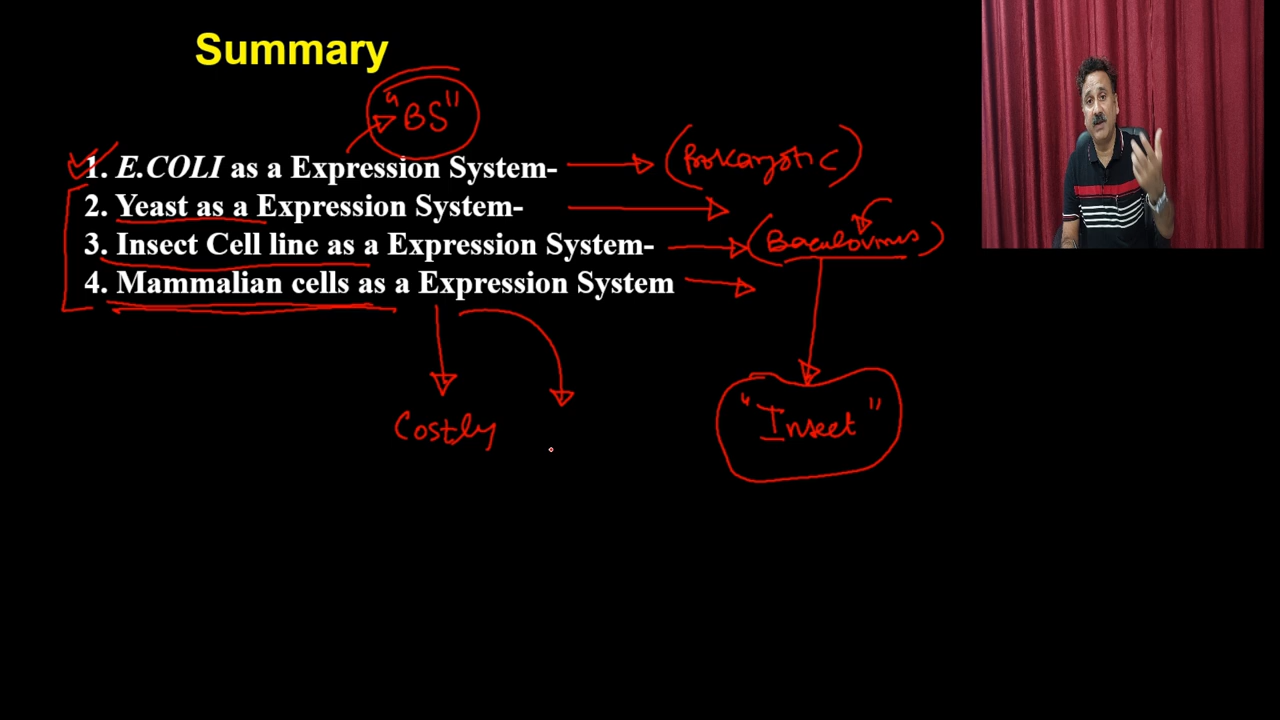 Summary
"BS"
1. E.COLI as a Expression System- (Prokaryotic)
2. Yeast as a Expression System-
3. Insect Cell line as a Expression System- (Baculovirus)
4. Mammalian cells as a Expression System
Costly
"Insect"